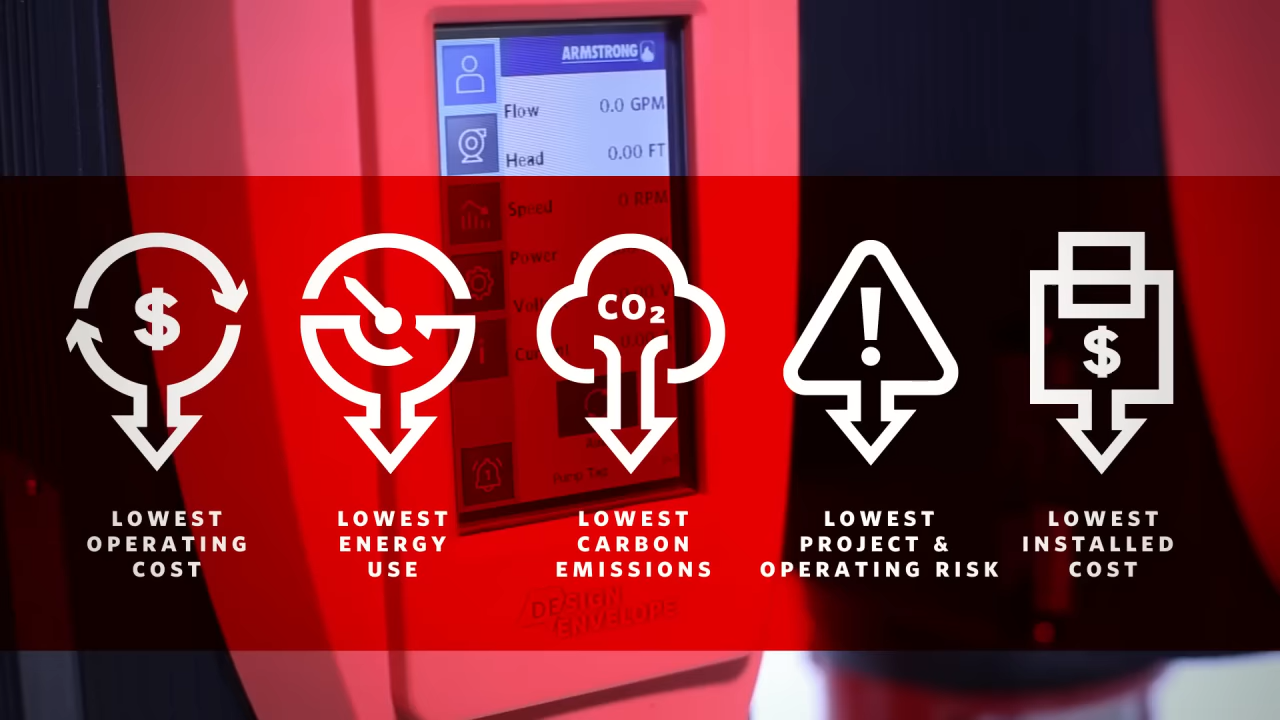 ARMSTRONG
Flow 0.0 GPM
Head 0.00 FT
Speed 0 RPM
Power
CO₂
$
!
$
LOWEST
OPERATING
COST
LOWEST
ENERGY
USE
LOWEST
CARBON
EMISSIONS
LOWEST
PROJECT &
OPERATING RISK
LOWEST
INSTALLED
COST
DESIGN
ENVELOPE